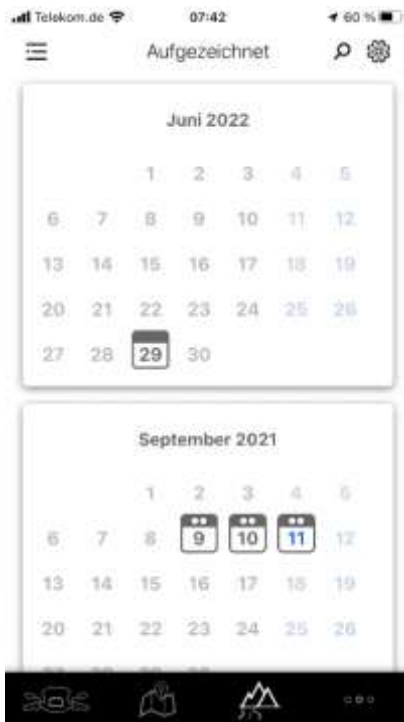 Telekom.de 07:42 60 %
Aufgezeichnet
Juni 2022
1 2 3 4 5
6 7 8 9 10 11 12
13 14 15 16 17 18 19
20 21 22 23 24 25 26
27 28 29 30
September 2021
1 2 3 4 5
6 7 8 9 10 11 12
13 14 15 16 17 18 19
20 21 22 23 24 25 26